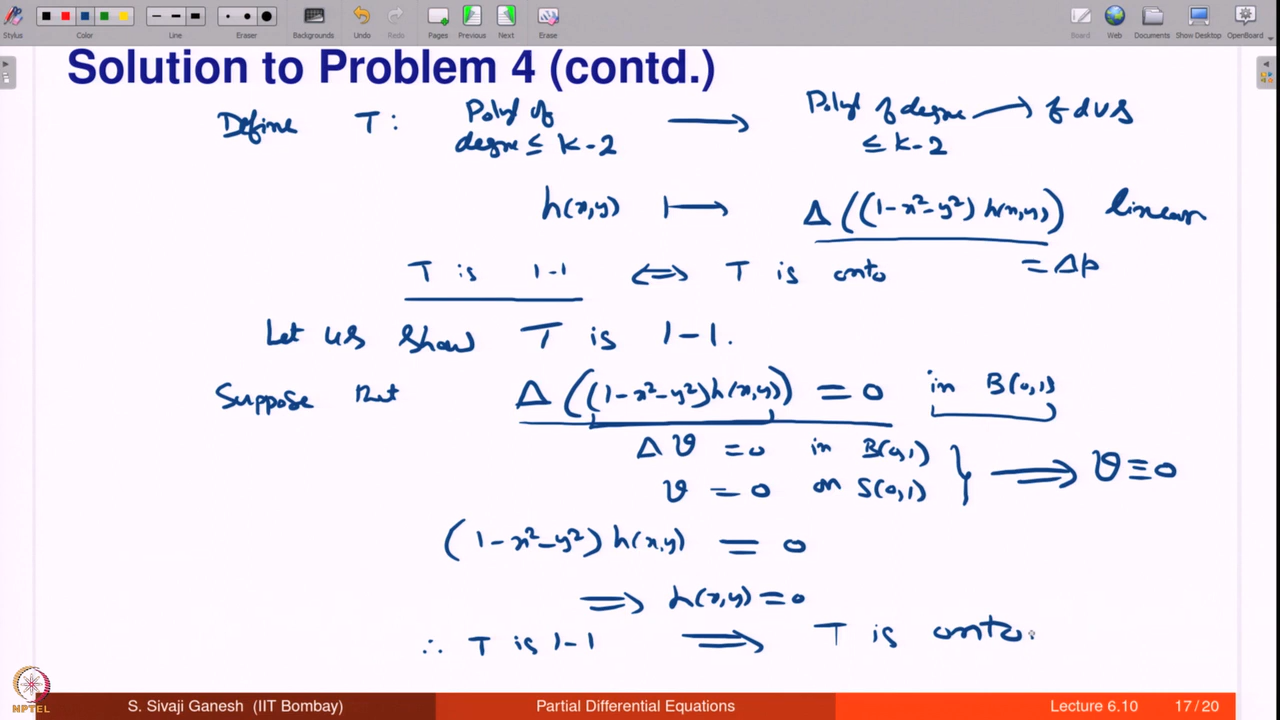 Stylus Color Line Eraser Backgrounds Undo Redo Pages Previous Next Erase Board Web Documents Show Desktop OpenBoard
Solution to Problem 4 (contd.)
Define T: Polyl of degree ≤ k-2 ⟶ Polyl of degree ≤ k-2 ⟶ f d v s
h(x,y) ⟼ Δ((1-x²-y²) h(x,y)) linear
= Δp
T is 1-1 ⟺ T is onto
Let us show T is 1-1.
Suppose that Δ((1-x²-y²)h(x,y)) = 0 in B(0,1)
Δϑ = 0 in B(0,1)
ϑ = 0 on S(0,1) } ⟹ ϑ ≡ 0
(1-x²-y²) h(x,y) = 0
⟹ h(x,y) = 0
∴ T is 1-1 ⟹ T is onto.
NPTEL
S. Sivaji Ganesh (IIT Bombay) Partial Differential Equations Lecture 6.10 17 / 20